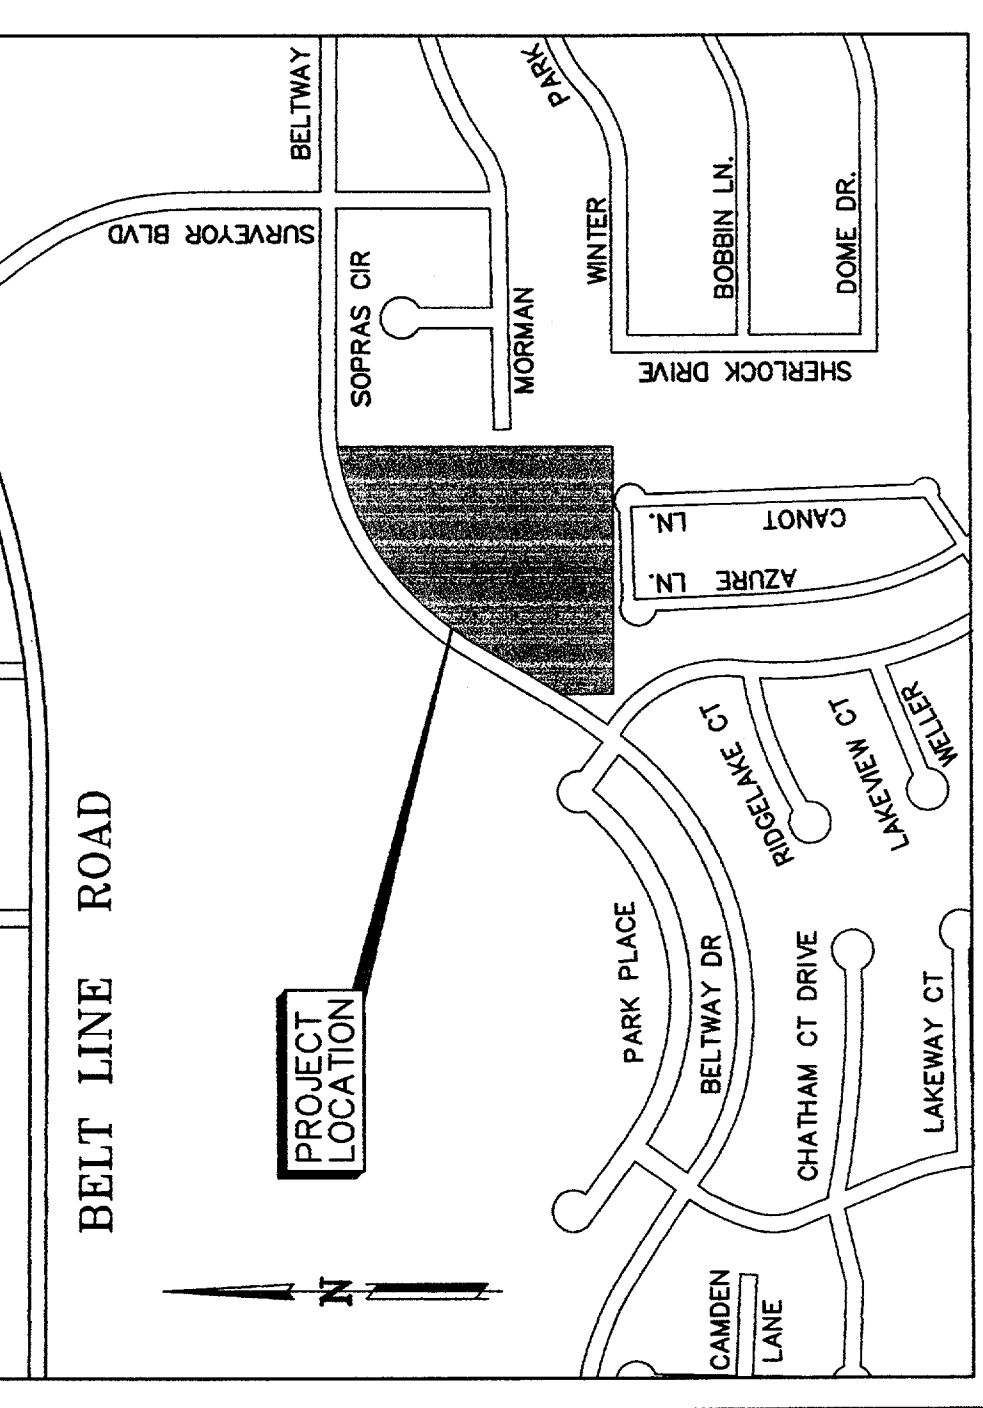 BELT LINE ROAD
PROJECT
LOCATION
N
BELTWAY
SURVEYOR BLVD
SOPRAS CIR
MORMAN
PARK
WINTER
BOBBIN LN.
DOME DR.
SHERLOCK DRIVE
CANOT LN.
AZURE LN.
RIDGELAKE CT
LAKEVIEW CT
WELLER
PARK PLACE
BELTWAY DR
CHATHAM CT DRIVE
LAKEWAY CT
CAMDEN
LANE